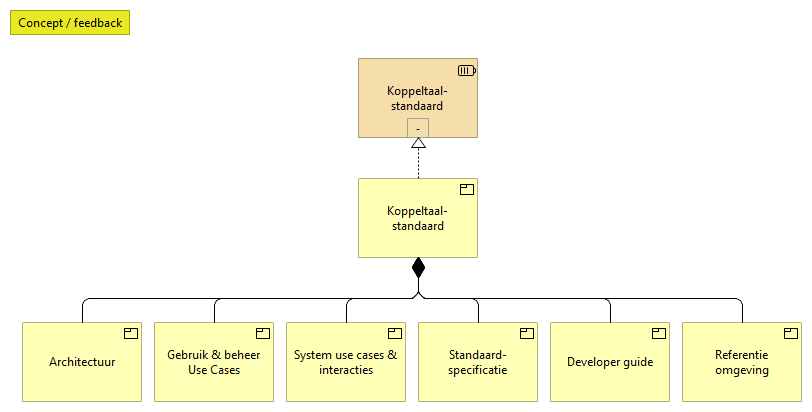 Concept / feedback
Koppeltaal-
standaard
-
Koppeltaal-
standaard
Architectuur
Gebruik & beheer
Use Cases
System use cases &
interacties
Standaard-
specificatie
Developer guide
Referentie
omgeving